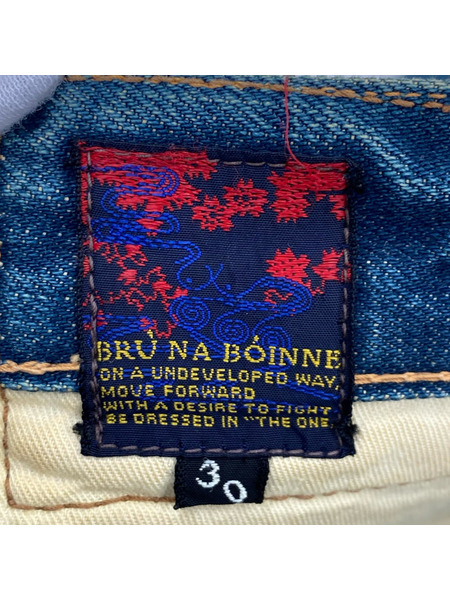 BRÚ NA BÓINNE
ON A UNDEVELOPED WAY,
MOVE FORWARD
WITH A DESIRE TO FIGHT
BE DRESSED IN "THE ONE
30